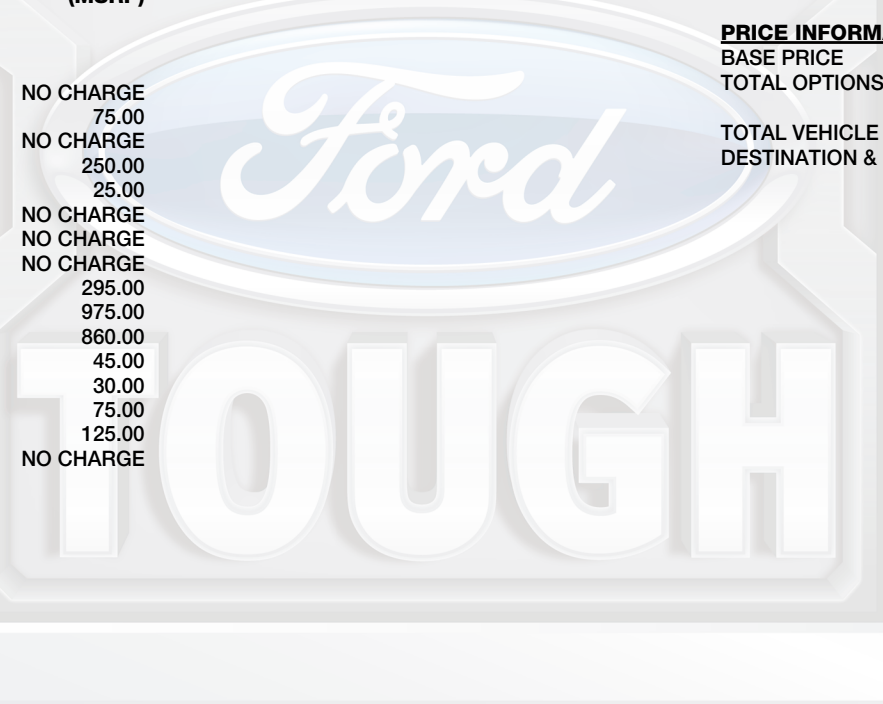 (MSRP)
NO CHARGE
75.00
NO CHARGE
250.00
25.00
NO CHARGE
NO CHARGE
NO CHARGE
295.00
975.00
860.00
45.00
30.00
75.00
125.00
NO CHARGE
PRICE INFORMA
BASE PRICE
TOTAL OPTIONS
TOTAL VEHICLE
DESTINATION &
Ford
TOUGH